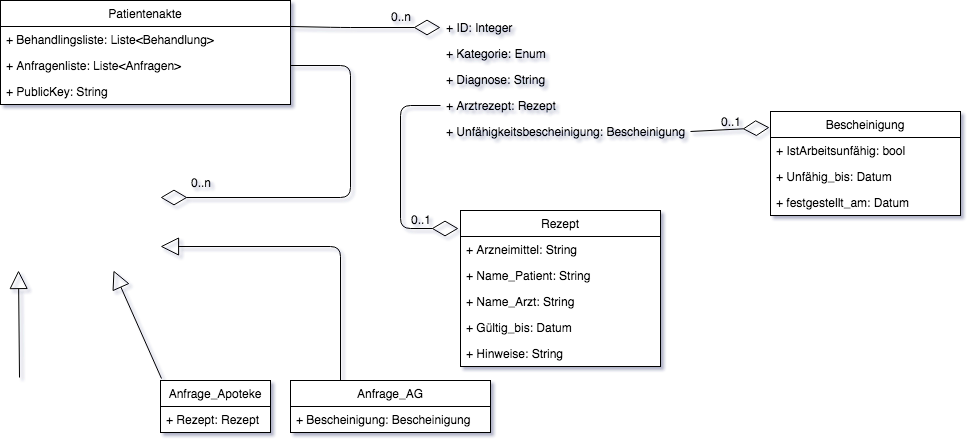 Patientenakte
+ Behandlingsliste: Liste<Behandlung>
+ Anfragenliste: Liste<Anfragen>
+ PublicKey: String
0..n
+ ID: Integer
+ Kategorie: Enum
+ Diagnose: String
+ Arztrezept: Rezept
+ Unfähigkeitsbescheinigung: Bescheinigung
0..1
Bescheinigung
+ IstArbeitsunfähig: bool
+ Unfähig_bis: Datum
+ festgestellt_am: Datum
0..n
0..1
Rezept
+ Arzneimittel: String
+ Name_Patient: String
+ Name_Arzt: String
+ Gültig_bis: Datum
+ Hinweise: String
Anfrage_Apoteke
+ Rezept: Rezept
Anfrage_AG
+ Bescheinigung: Bescheinigung